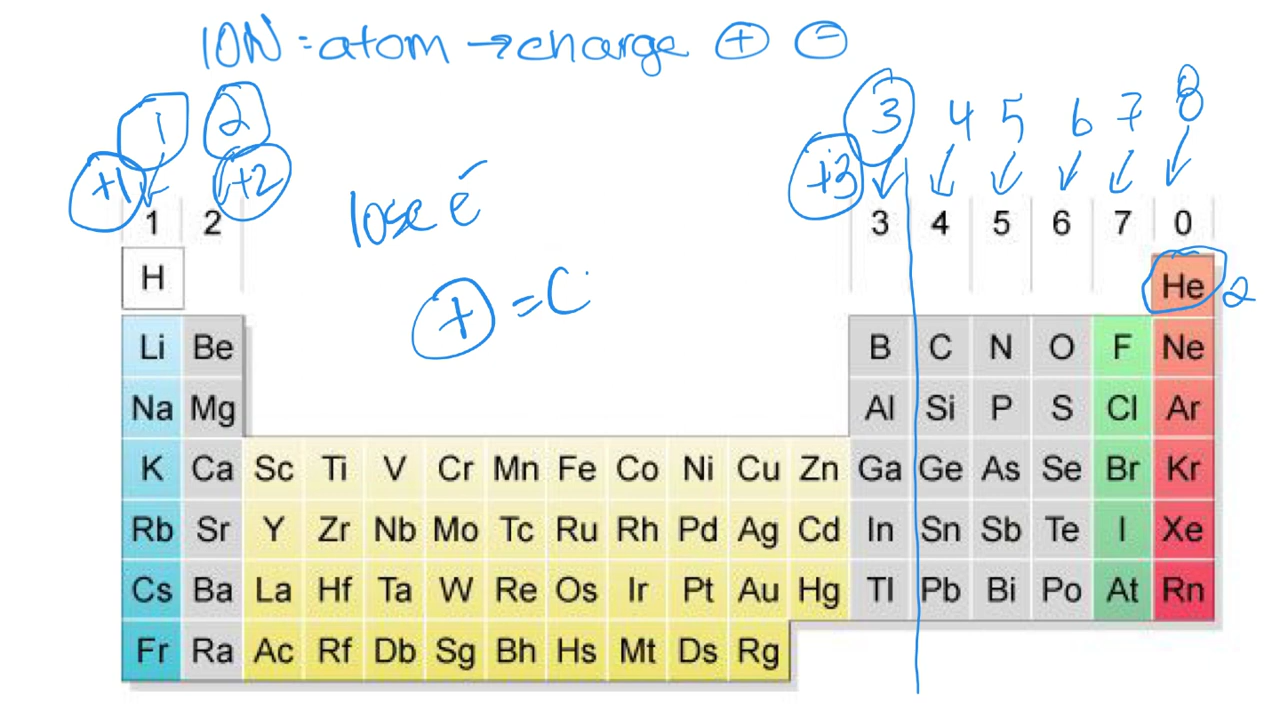 ION = atom → charge + -
1 2 3 4 5 6 7 8
+1 +2 +3
lose e⁻
1 2 3 4 5 6 7 0
+ = C
H He 2
Li Be B C N O F Ne
Na Mg Al Si P S Cl Ar
K Ca Sc Ti V Cr Mn Fe Co Ni Cu Zn Ga Ge As Se Br Kr
Rb Sr Y Zr Nb Mo Tc Ru Rh Pd Ag Cd In Sn Sb Te I Xe
Cs Ba La Hf Ta W Re Os Ir Pt Au Hg Tl Pb Bi Po At Rn
Fr Ra Ac Rf Db Sg Bh Hs Mt Ds Rg